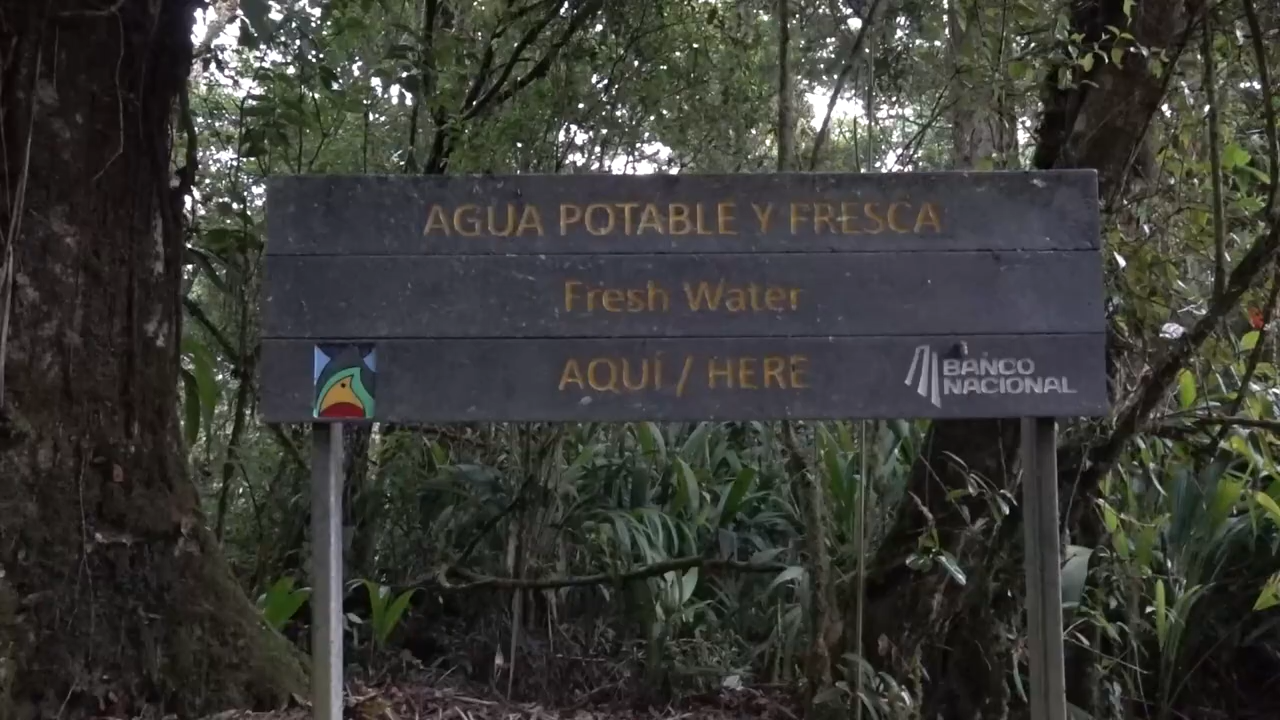 AGUA POTABLE Y FRESCA
Fresh Water
AQUÍ / HERE
BANCO
NACIONAL